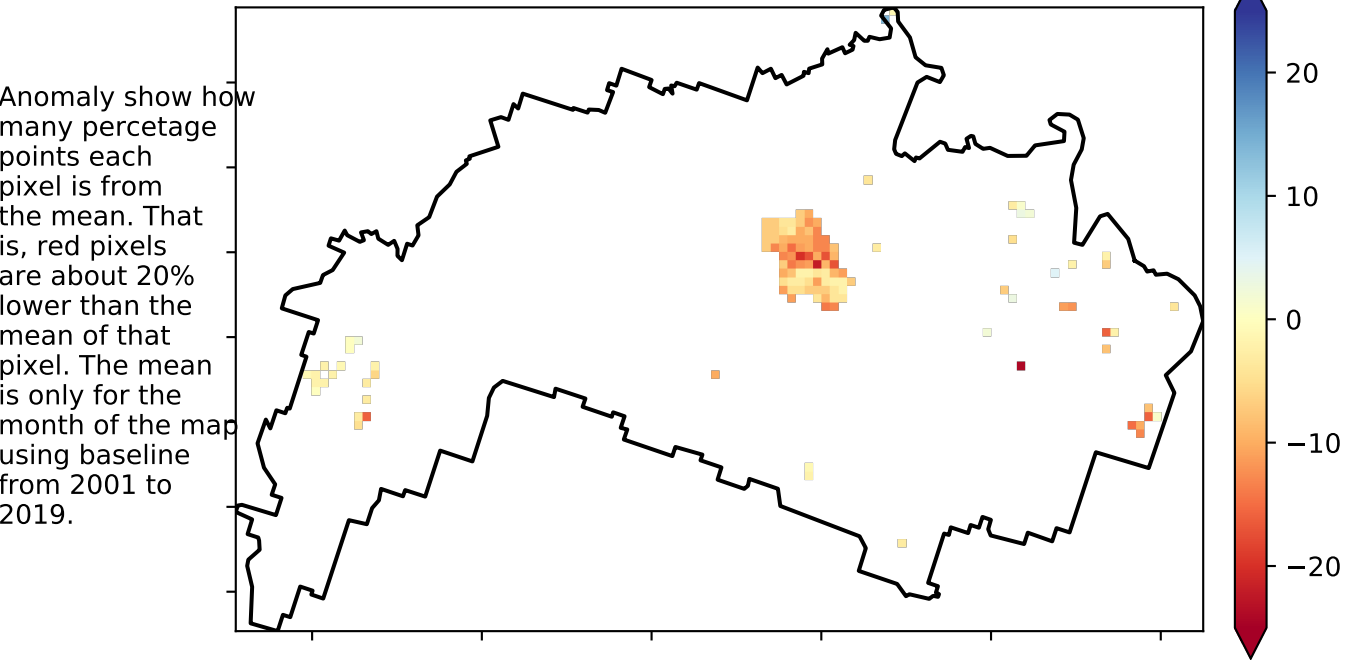 Anomaly show how
many percetage
points each
pixel is from
the mean. That
is, red pixels
are about 20%
lower than the
mean of that
pixel. The mean
is only for the
month of the map
using baseline
from 2001 to
2019.
20
10
0
−10
−20